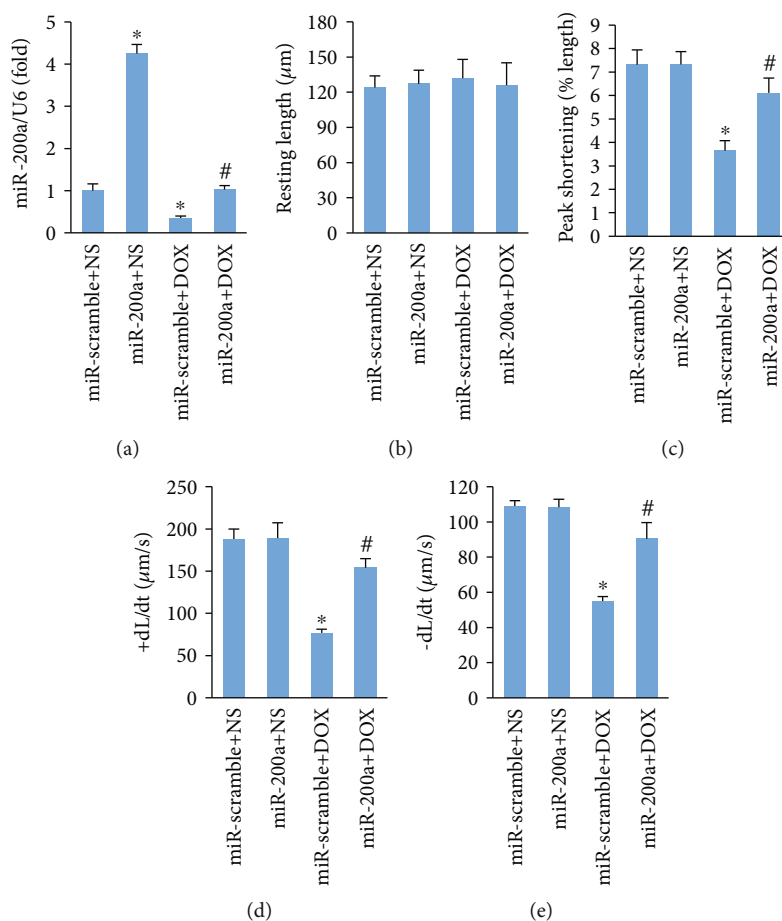 miR-200a/U6 (fold)
5
4
3
2
1
0
*
*
#
miR-scramble+NS
miR-200a+NS
miR-scramble+DOX
miR-200a+DOX
(a)
Resting length (μm)
180
150
120
90
60
30
0
miR-scramble+NS
miR-200a+NS
miR-scramble+DOX
miR-200a+DOX
(b)
Peak shortening (% length)
9
8
7
6
5
4
3
2
1
0
*
#
miR-scramble+NS
miR-200a+NS
miR-scramble+DOX
miR-200a+DOX
(c)
+dL/dt (μm/s)
250
200
150
100
50
0
*
#
miR-scramble+NS
miR-200a+NS
miR-scramble+DOX
miR-200a+DOX
(d)
-dL/dt (μm/s)
120
100
80
60
40
20
0
*
#
miR-scramble+NS
miR-200a+NS
miR-scramble+DOX
miR-200a+DOX
(e)